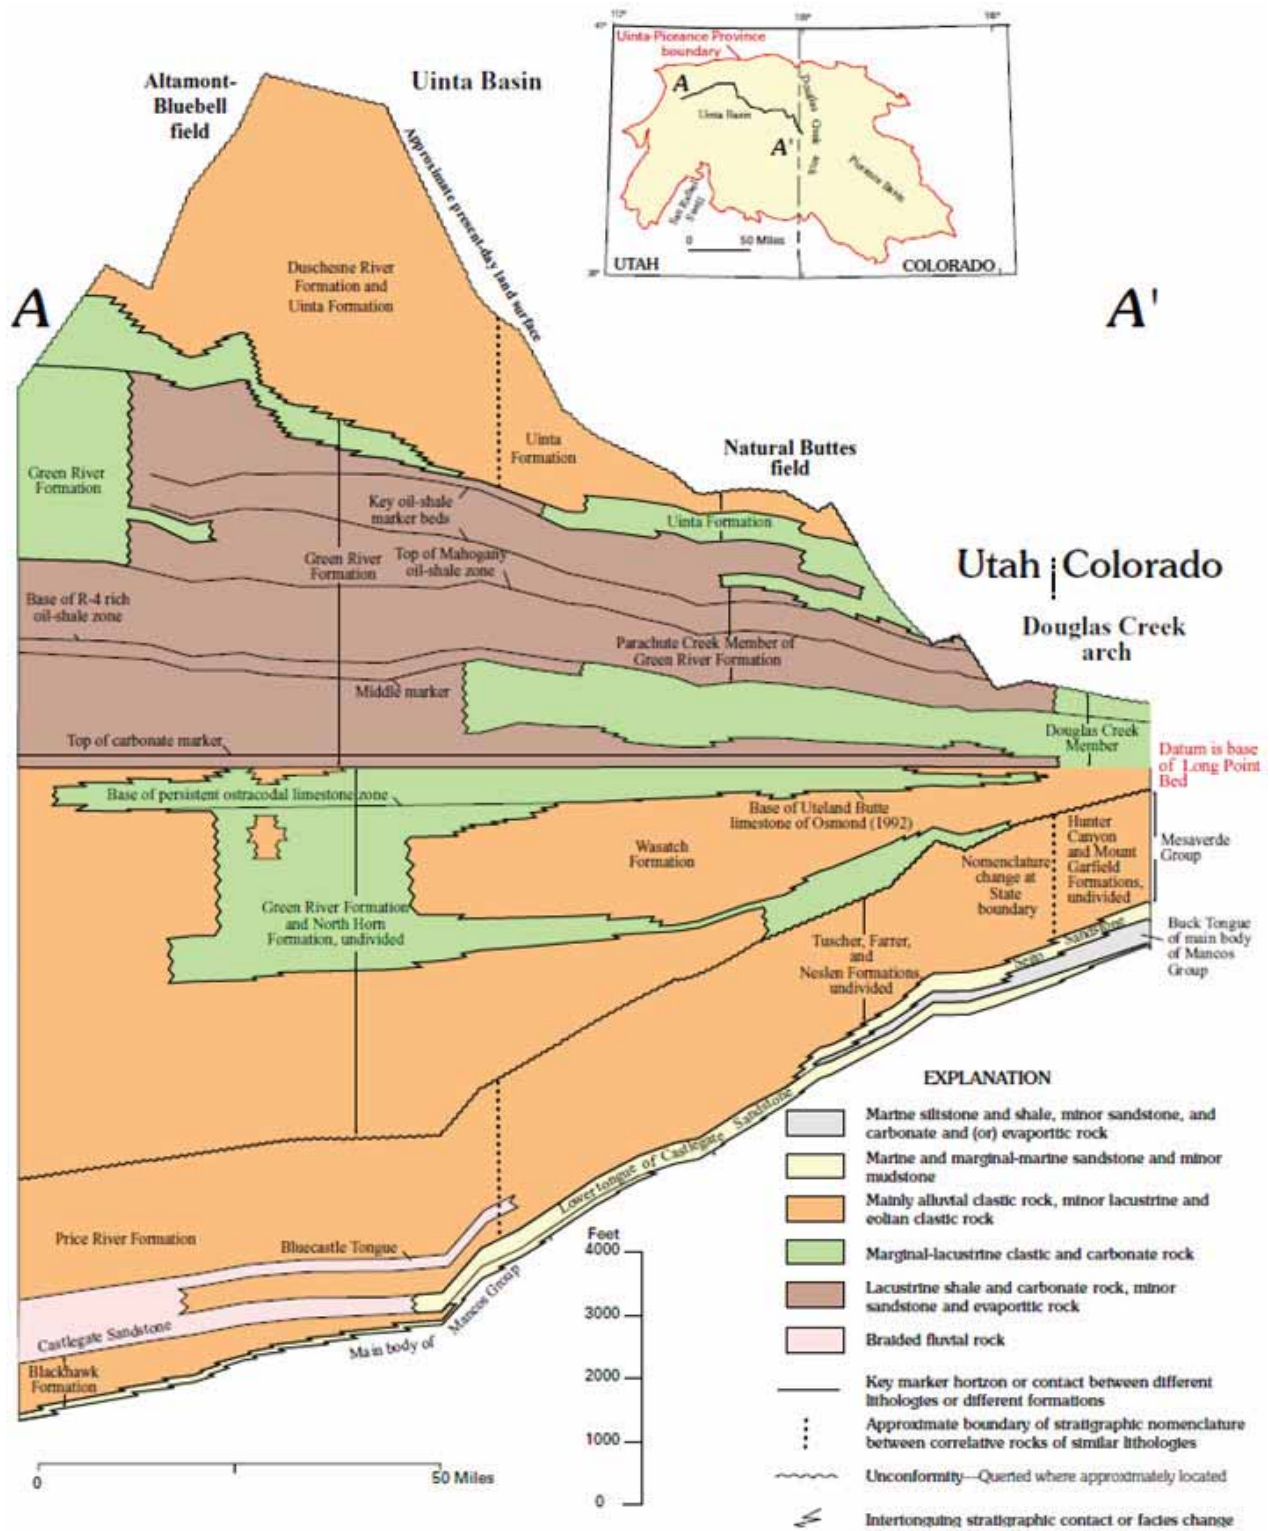 Altamont-
Bluebell
field
Uinta Basin
Approximate present-day land surface
Uinta-Piceance Province
boundary
A
Uinta Basin
A'
Douglas Creek
Piceance Basin
San Rafael
Swell
0 50 Miles
UTAH
COLORADO
A
A'
Duschesne River
Formation and
Uinta Formation
Uinta
Formation
Natural Buttes
field
Green River
Formation
Key oil-shale
marker beds
Uinta Formation
Green River
Formation
Top of Mahogany
oil-shale zone
Utah Colorado
Base of R-4 rich
oil-shale zone
Douglas Creek
arch
Parachute Creek Member of
Green River Formation
Middle marker
Top of carbonate marker
Douglas Creek
Member
Datum is base
of Long Point
Bed
Base of persistent ostracodal limestone zone
Base of Uteland Butte
limestone of Osmond (1992)
Wasatch
Formation
Hunter
Canyon
and Mount
Garfield
Formations,
undivided
Mesaverde
Group
Nomenclature
change at
State
boundary
Green River Formation
and North Horn
Formation, undivided
Tuscher, Farrer,
and
Neslen Formations,
undivided
Sego Sandstone
Buck Tongue
of main body
of Mancos
Group
Lower tongue of Castlegate Sandstone
Price River Formation
Bluecastle Tongue
Castlegate Sandstone
Blackhawk
Formation
Main body of Mancos Group
Feet
4000
3000
2000
1000
0
0 50 Miles
EXPLANATION
Marine siltstone and shale, minor sandstone, and
carbonate and (or) evaporitic rock
Marine and marginal-marine sandstone and minor
mudstone
Mainly alluvial clastic rock, minor lacustrine and
eolian clastic rock
Marginal-lacustrine clastic and carbonate rock
Lacustrine shale and carbonate rock, minor
sandstone and evaporitic rock
Braided fluvial rock
Key marker horizon or contact between different
lithologies or different formations
Approximate boundary of stratigraphic nomenclature
between correlative rocks of similar lithologies
Unconformity—Queried where approximately located
Intertonguing stratigraphic contact or facies change